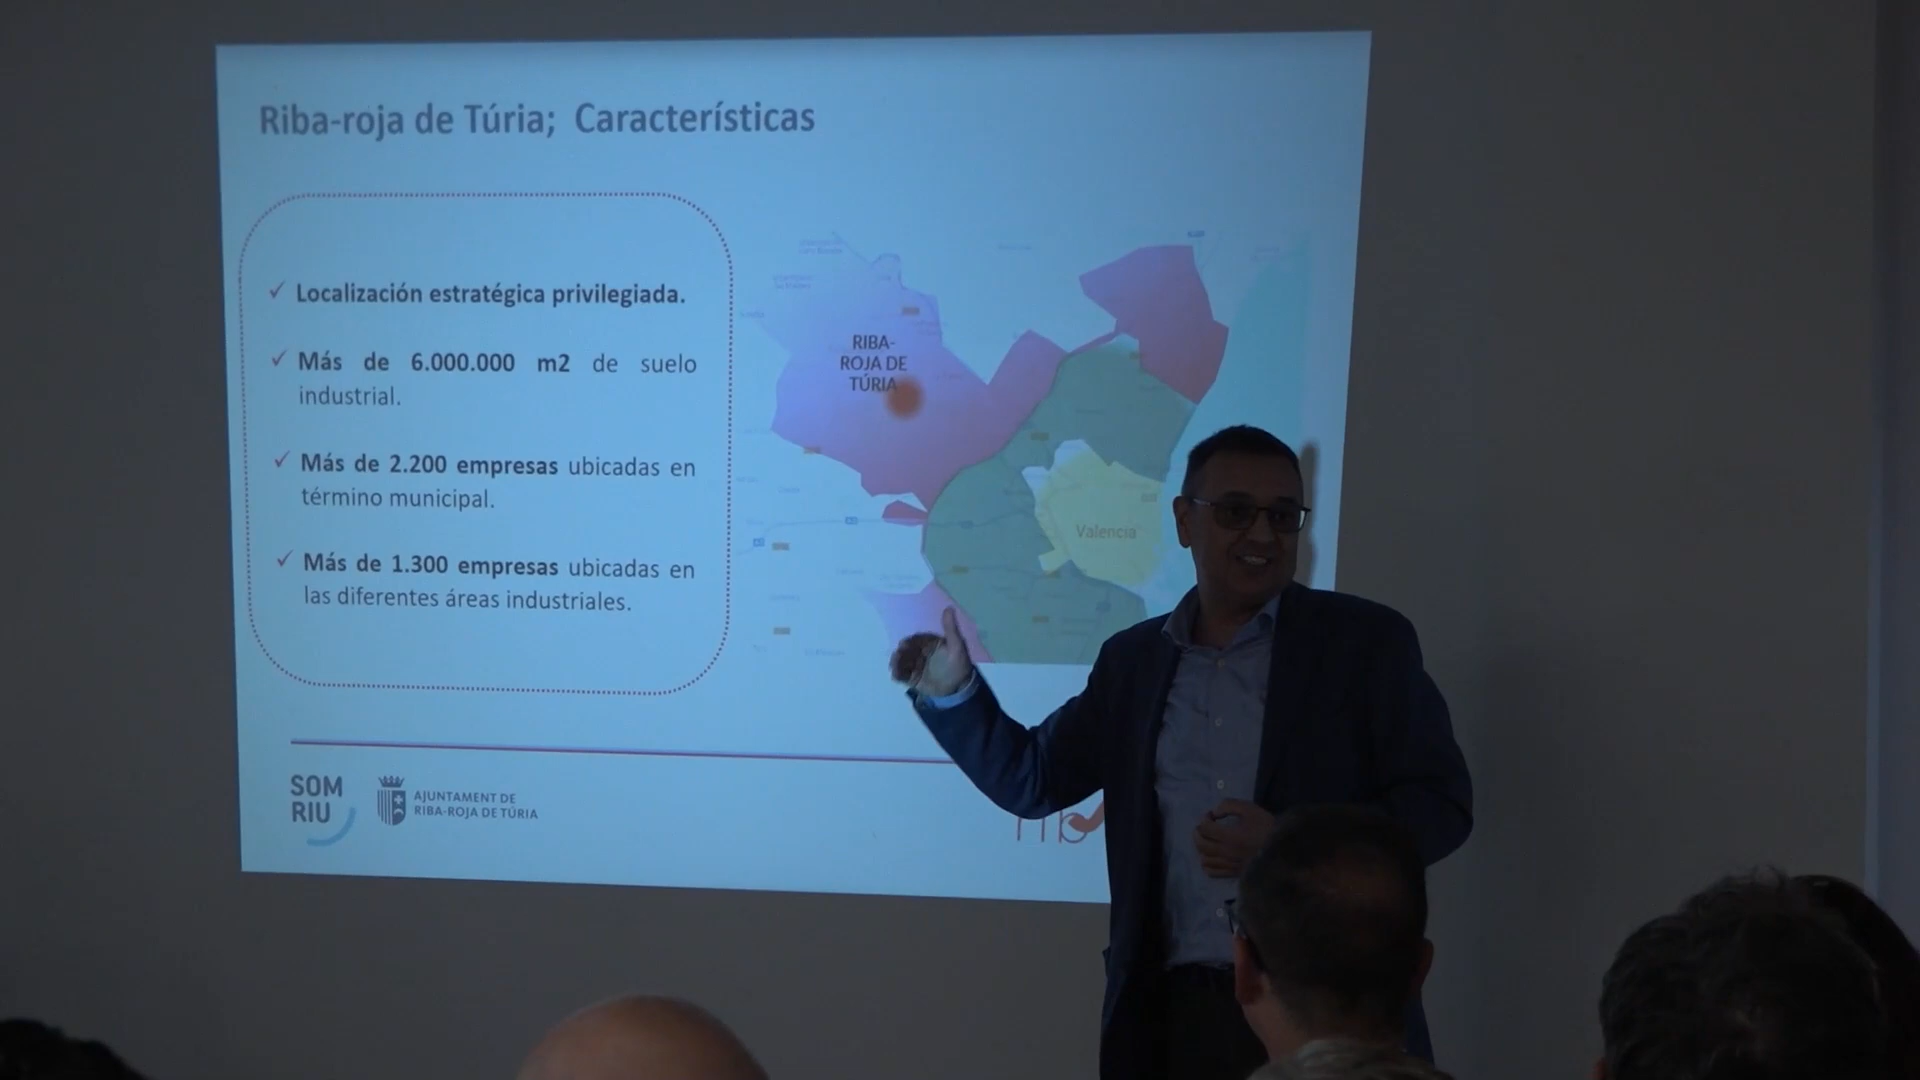 Riba-roja de Túria; Características
✓ Localización estratégica privilegiada.
✓ Más de 6.000.000 m2 de suelo
industrial.
✓ Más de 2.200 empresas ubicadas en
término municipal.
✓ Más de 1.300 empresas ubicadas en
las diferentes áreas industriales.
RIBA-
ROJA DE
TÚRIA
Valencia
SOM
RIU
AJUNTAMENT DE
RIBA-ROJA DE TÚRIA